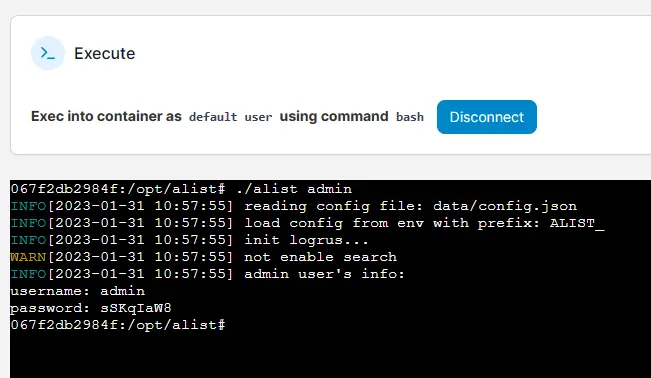 Execute
Exec into container as default user using command bash Disconnect
067f2db2984f:/opt/alist# ./alist admin
INFO[2023-01-31 10:57:55] reading config file: data/config.json
INFO[2023-01-31 10:57:55] load config from env with prefix: ALIST_
INFO[2023-01-31 10:57:55] init logrus...
WARN[2023-01-31 10:57:55] not enable search
INFO[2023-01-31 10:57:55] admin user's info:
username: admin
password: sSKqIaW8
067f2db2984f:/opt/alist#